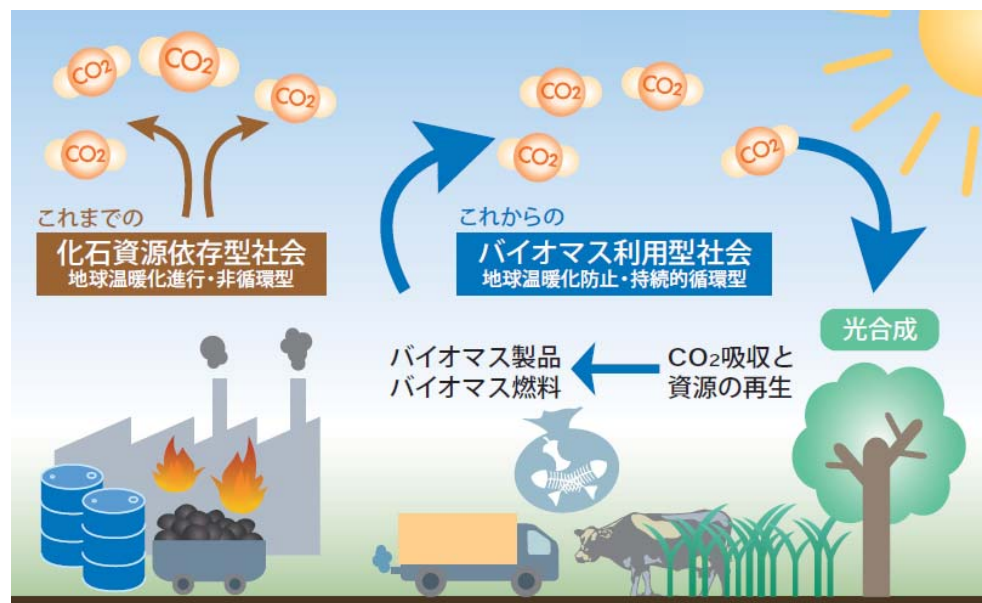 CO2
CO2
CO2
CO2
これまでの
化石資源依存型社会
地球温暖化進行・非循環型
CO2
CO2
CO2
CO2
これからの
バイオマス利用型社会
地球温暖化防止・持続的循環型
光合成
CO2吸収と
資源の再生
バイオマス製品
バイオマス燃料